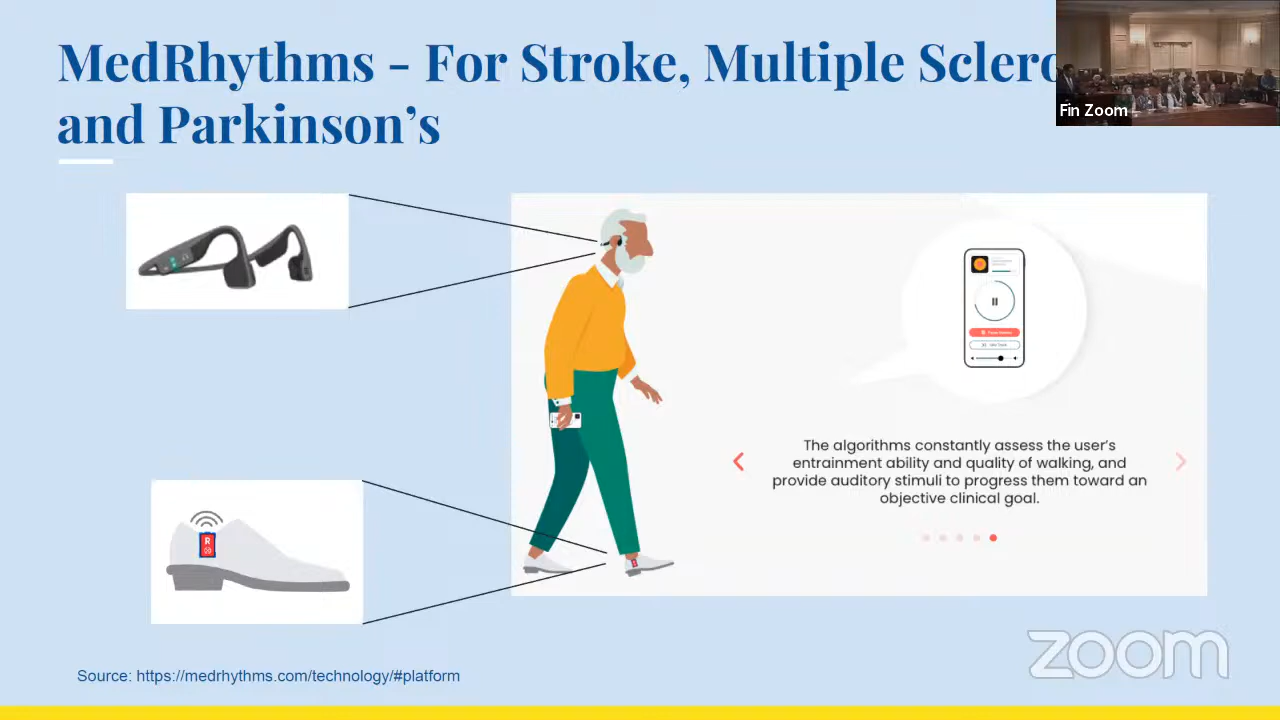 MedRhythms - For Stroke, Multiple Sclero
and Parkinson's
Fin Zoom
The algorithms constantly assess the user's
entrainment ability and quality of walking, and
provide auditory stimuli to progress them toward an
objective clinical goal.
R
zoom
Source: https://medrhythms.com/technology/#platform